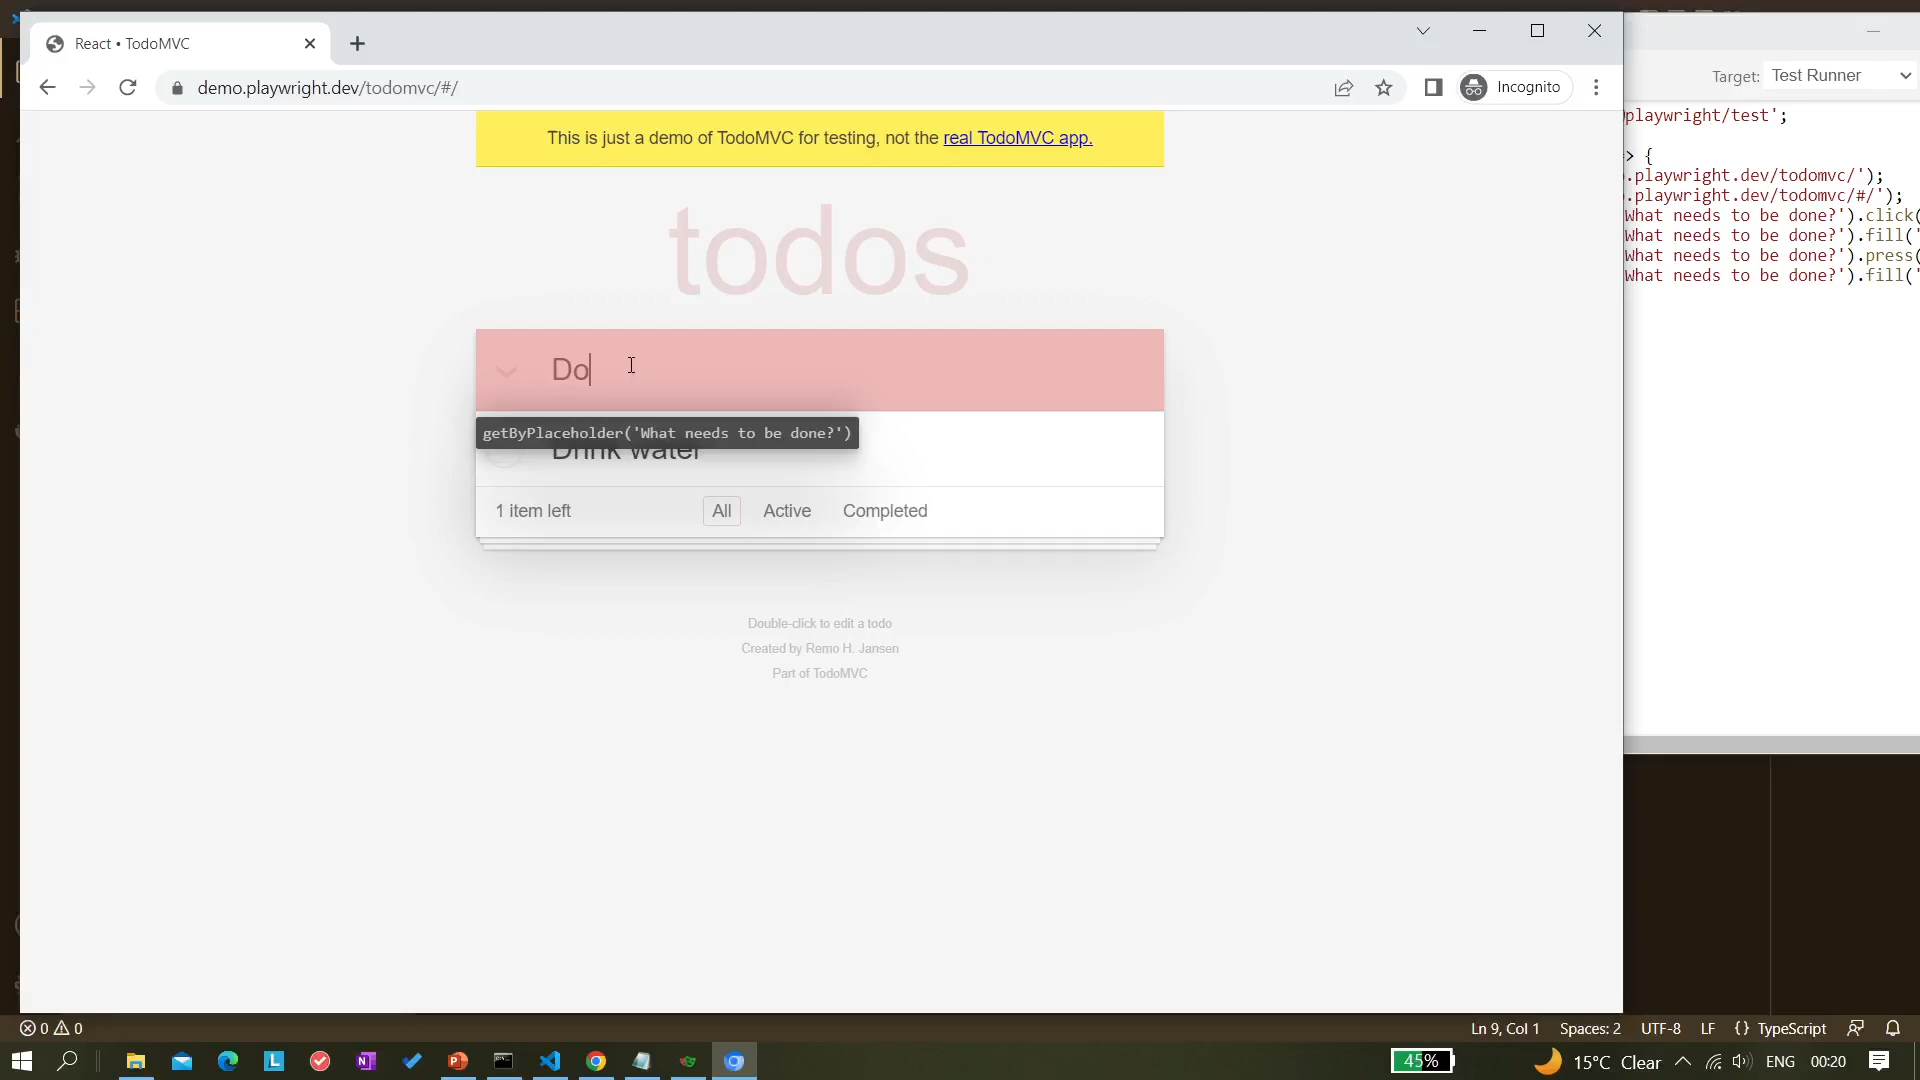 React • TodoMVC
demo.playwright.dev/todomvc/#/
Incognito
This is just a demo of TodoMVC for testing, not the real TodoMVC app.
todos
Do
getByPlaceholder('What needs to be done?')
Drink water
1 item left
All
Active
Completed
Double-click to edit a todo
Created by Remo H. Jansen
Part of TodoMVC
Target: Test Runner
playwright/test';
> {
.playwright.dev/todomvc/');
.playwright.dev/todomvc/#/');
What needs to be done?').click(
What needs to be done?').fill('
What needs to be done?').press(
What needs to be done?').fill('
0 0
Ln 9, Col 1
Spaces: 2
UTF-8
LF
{} TypeScript
45%
15°C Clear
ENG
00:20